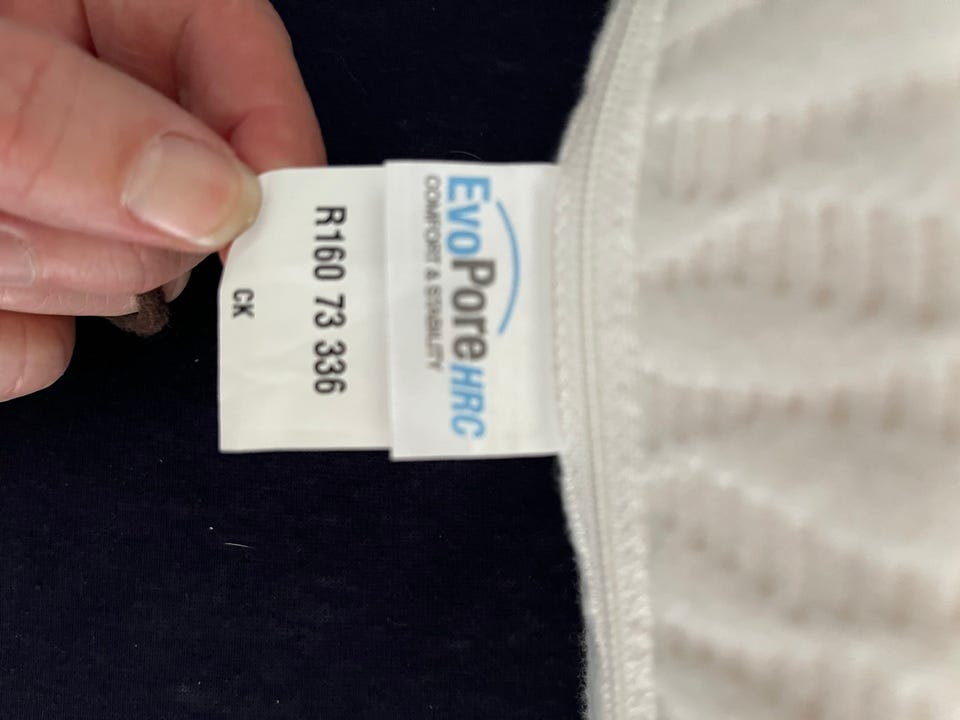 EvoPore HRC
COMFORT & STABILITY
R160 73 336
CK